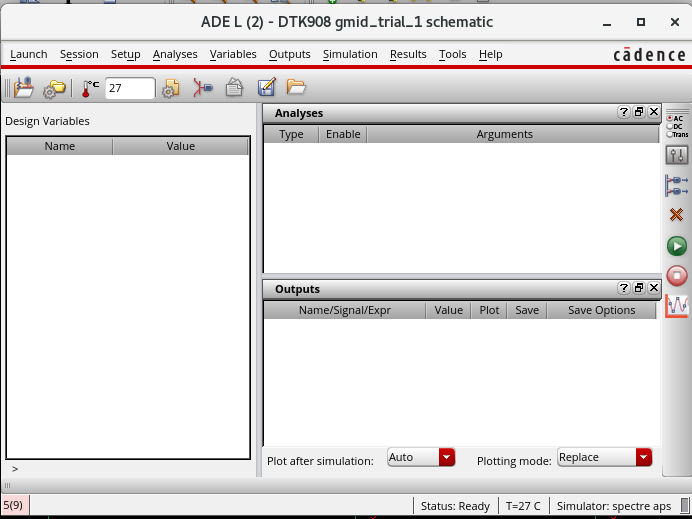 ADE L (2) - DTK908 gmid_trial_1 schematic
Launch Session Setup Analyses Variables Outputs Simulation Results Tools Help
cādence
°C 27
Design Variables
Name Value
>
Analyses
Type Enable Arguments
Outputs
Name/Signal/Expr Value Plot Save Save Options
Plot after simulation: Auto Plotting mode: Replace
AC
DC
Trans
5(9) Status: Ready T=27 C Simulator: spectre aps